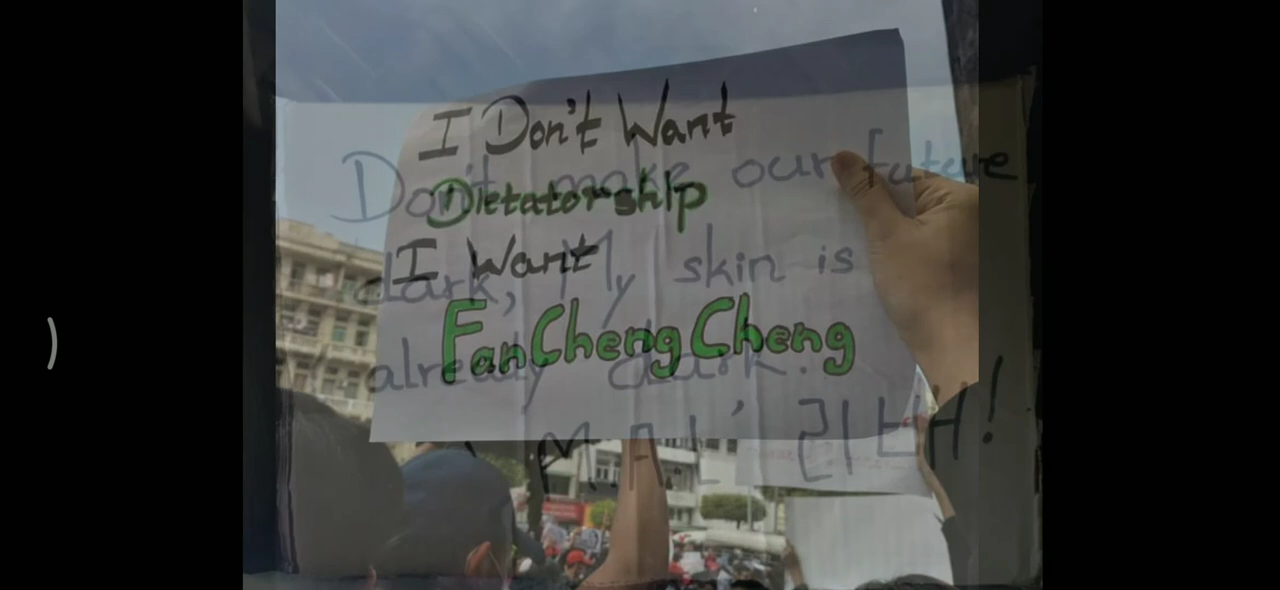 I Don't Want
Dictatorship
I Want
Fan Cheng Cheng
Don't make our future
dark, My skin is
already dark.